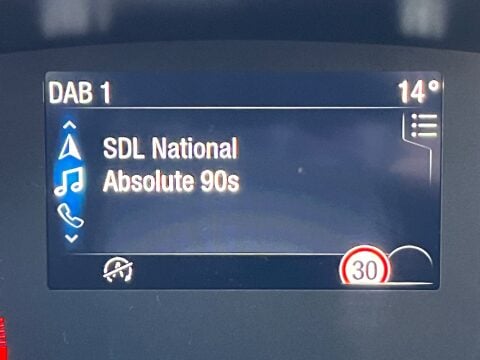 DAB 1
14°
SDL National
Absolute 90s
A
30